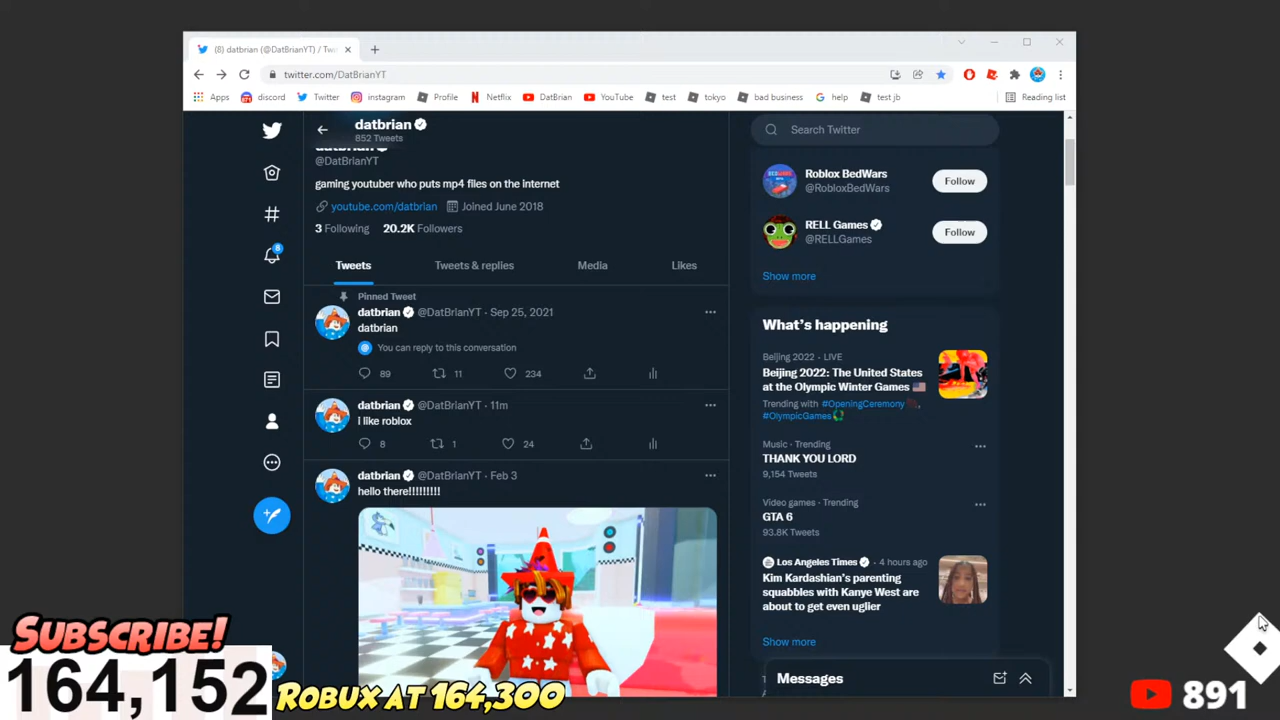 (8) datbrian (@DatBrianYT) / Twi
twitter.com/DatBrianYT
Apps discord Twitter instagram Profile Netflix DatBrian YouTube test tokyo bad business help test jb Reading list
datbrian
852 Tweets
@DatBrianYT
gaming youtuber who puts mp4 files on the internet
youtube.com/datbrian Joined June 2018
3 Following 20.2K Followers
Tweets Tweets & replies Media Likes
Pinned Tweet
datbrian @DatBrianYT · Sep 25, 2021
datbrian
You can reply to this conversation
89 11 234
datbrian @DatBrianYT · 11m
i like roblox
8 1 24
datbrian @DatBrianYT · Feb 3
hello there!!!!!!!!!
8
Search Twitter
Roblox BedWars
@RobloxBedWars
Follow
RELL Games
@RELLGames
Follow
Show more
What's happening
Beijing 2022 · LIVE
Beijing 2022: The United States
at the Olympic Winter Games
Trending with #OpeningCeremony ,
#OlympicGames
Music · Trending
THANK YOU LORD
9,154 Tweets
Video games · Trending
GTA 6
93.8K Tweets
Los Angeles Times · 4 hours ago
Kim Kardashian's parenting
squabbles with Kanye West are
about to get even uglier
Show more
Messages
SUBSCRIBE!
164,152
ROBUX AT 164,300
891